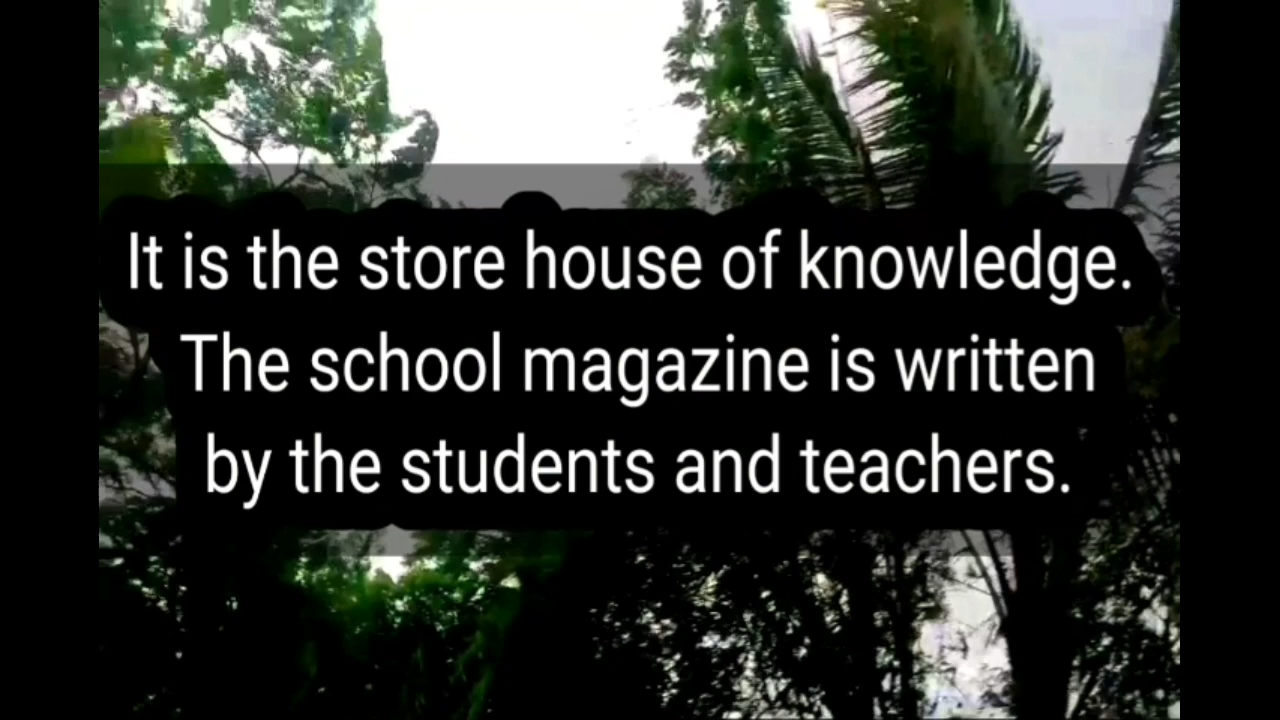 It is the store house of knowledge.
The school magazine is written
by the students and teachers.